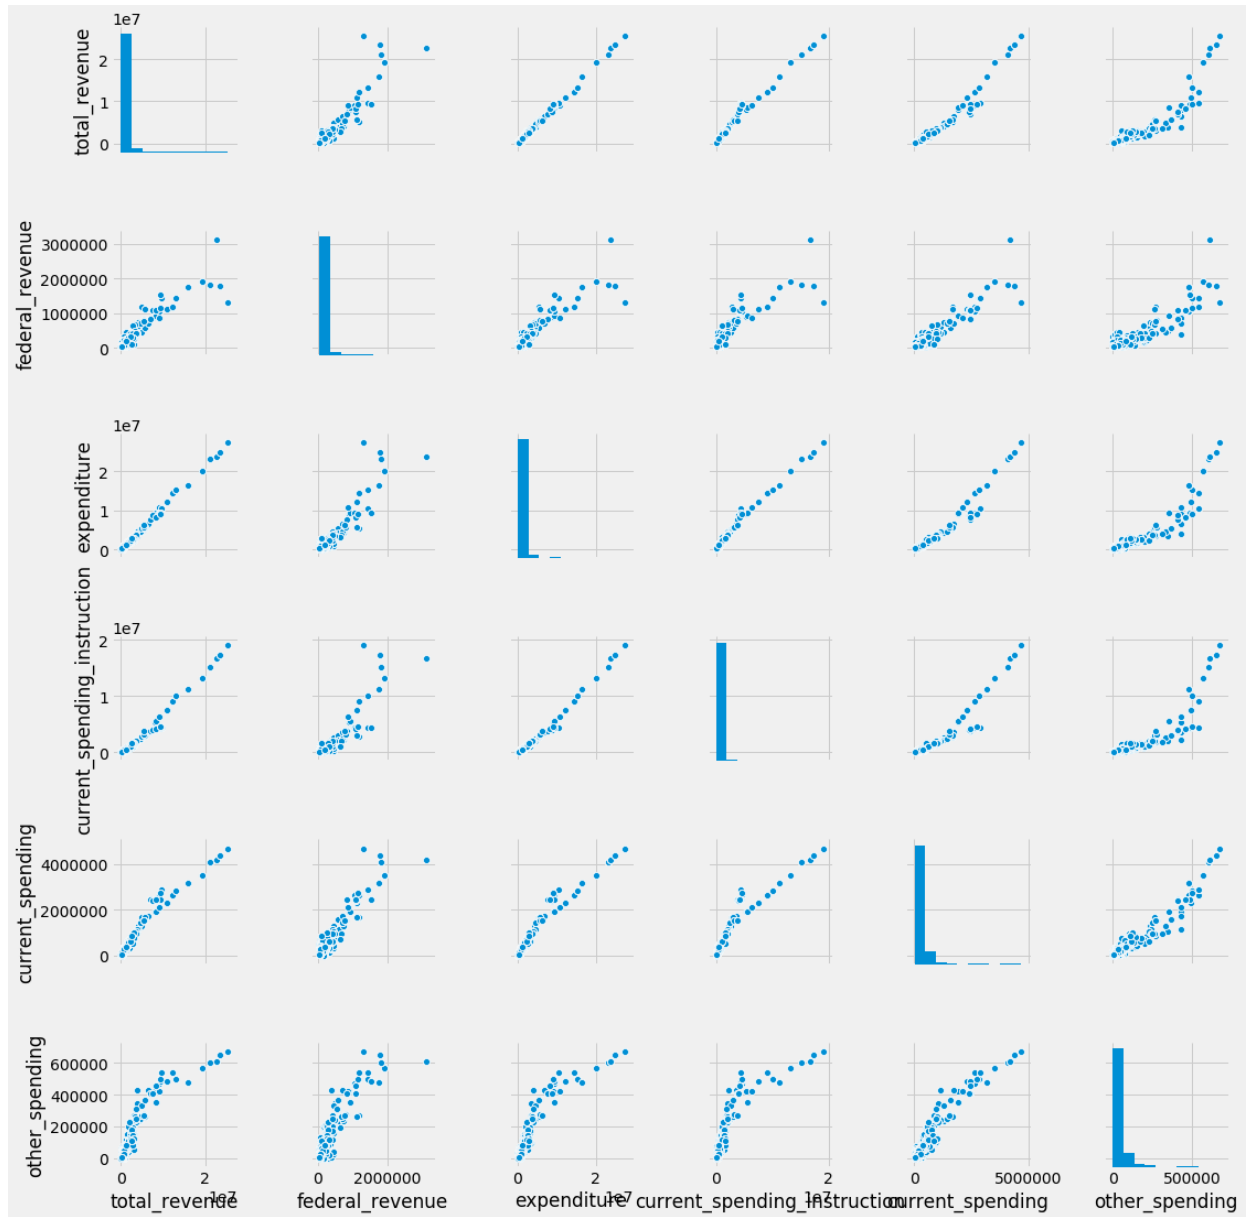 1e7
total_revenue
2
1
0
federal_revenue
3000000
2000000
1000000
0
1e7
expenditure
2
1
0
current_spending_instruction
1e7
2
1
0
current_spending
4000000
2000000
0
other_spending
600000
400000
200000
0
0 2 0 2000000 0 2 0 2 0 5000000 0 500000
1e7 1e7 1e7
total_revenue federal_revenue expenditure current_spending_instruction current_spending other_spending